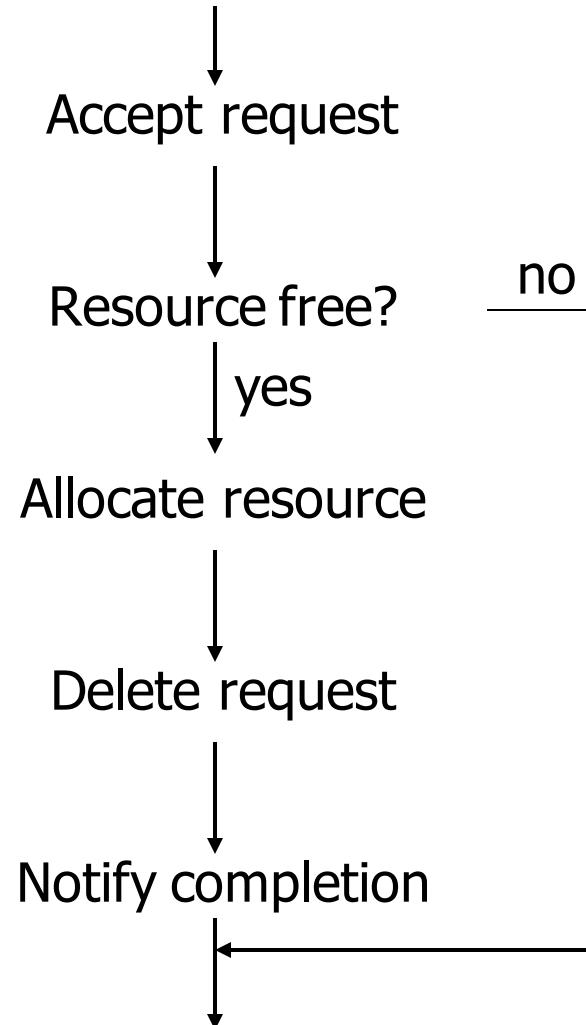 Accept request
Resource free?
no
yes
Allocate resource
Delete request
Notify completion